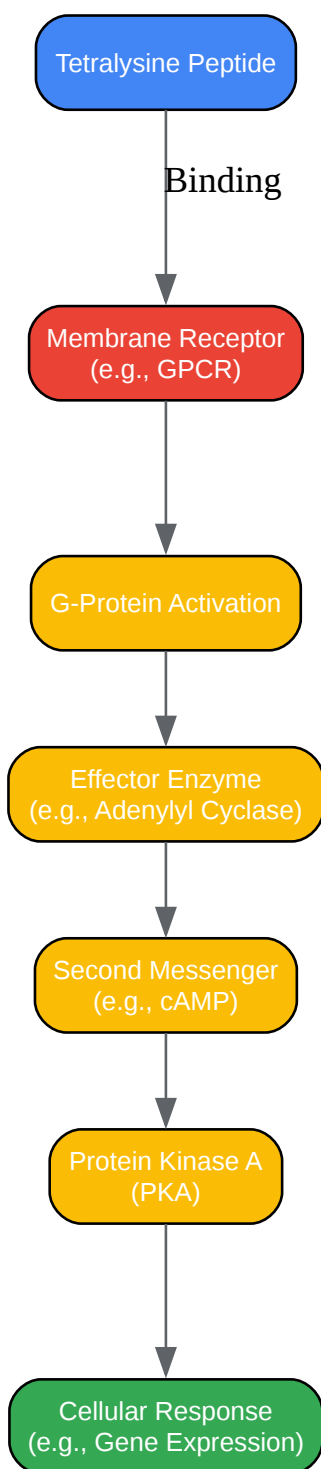 Tetralysine Peptide
Binding
Membrane Receptor
(e.g., GPCR)
G-Protein Activation
Effector Enzyme
(e.g., Adenylyl Cyclase)
Second Messenger
(e.g., cAMP)
Protein Kinase A
(PKA)
Cellular Response
(e.g., Gene Expression)